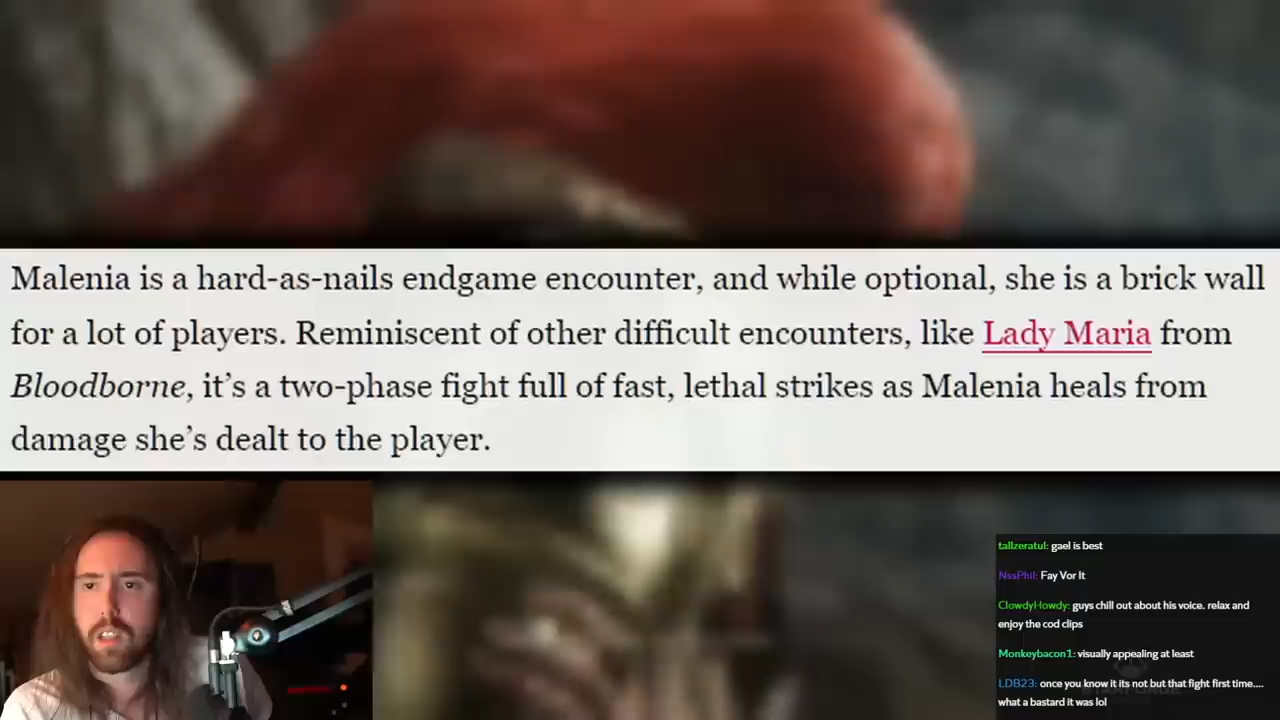 Malenia is a hard-as-nails endgame encounter, and while optional, she is a brick wall
for a lot of players. Reminiscent of other difficult encounters, like Lady Maria from
Bloodborne, it’s a two-phase fight full of fast, lethal strikes as Malenia heals from
damage she’s dealt to the player.
tallzeratul: gael is best
NssPhil: Fay Vor It
ClowdyHowdy: guys chill out about his voice. relax and
enjoy the cod clips
Monkeybacon1: visually appealing at least
LDB23: once you know it its not but that fight first time....
what a bastard it was lol